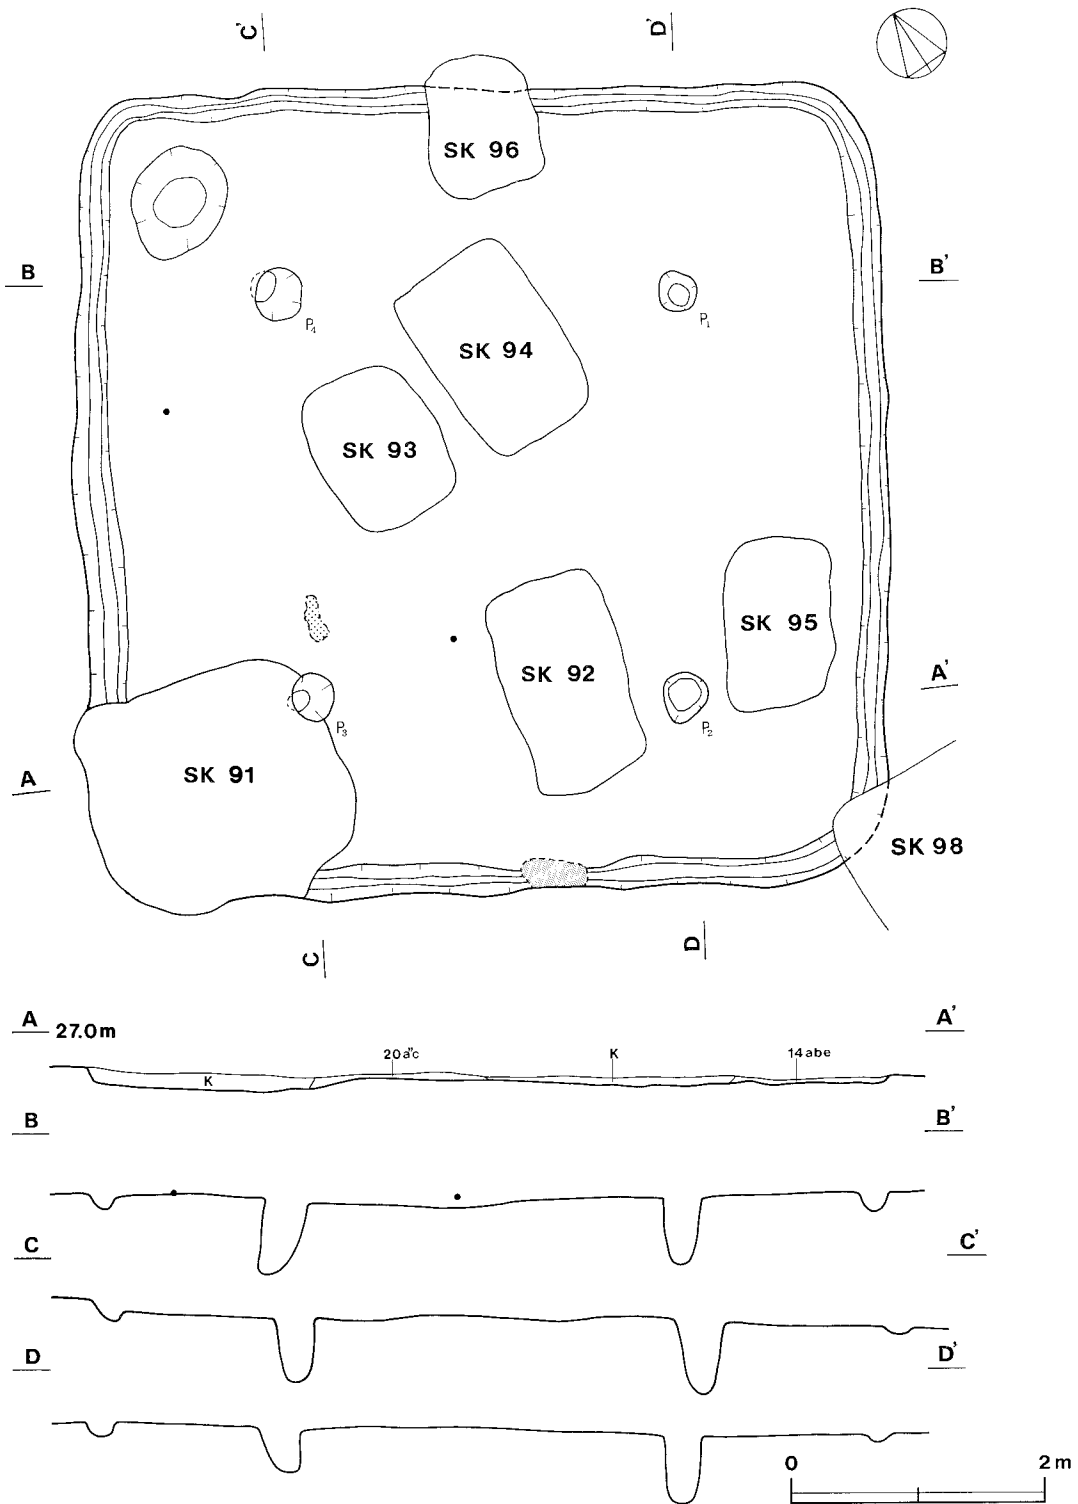 C' D'
SK 96
B B'
P₄ P₁
SK 94
SK 93
SK 95
SK 92
A'
P₃ P₂
SK 91
A
SK 98
C D
A 27.0m A'
20a"c K 14abe
K
B B'
C C'
D D'
0 2m